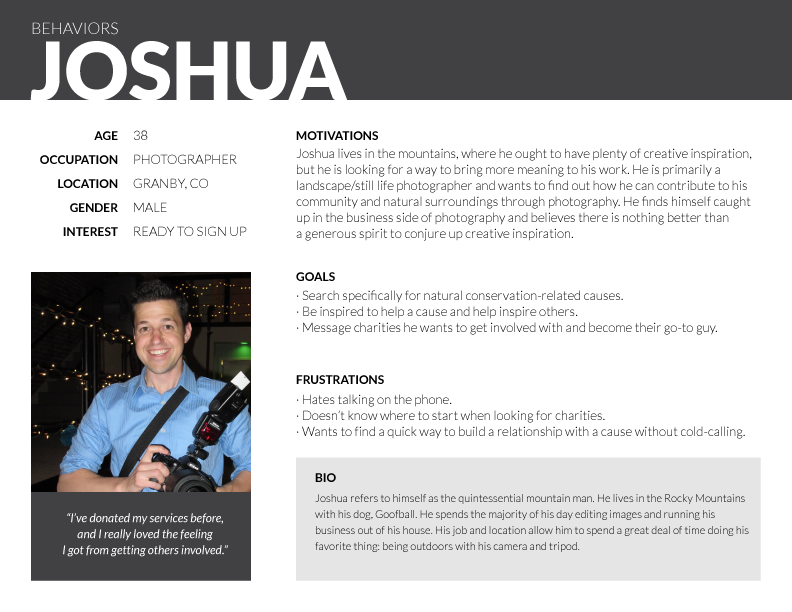 BEHAVIORS
JOSHUA
AGE 38
OCCUPATION PHOTOGRAPHER
LOCATION GRANBY, CO
GENDER MALE
INTEREST READY TO SIGN UP
“I’ve donated my services before,
and I really loved the feeling
I got from getting others involved.”
MOTIVATIONS
Joshua lives in the mountains, where he ought to have plenty of creative inspiration,
but he is looking for a way to bring more meaning to his work. He is primarily a
landscape/still life photographer and wants to find out how he can contribute to his
community and natural surroundings through photography. He finds himself caught
up in the business side of photography and believes there is nothing better than
a generous spirit to conjure up creative inspiration.
GOALS
· Search specifically for natural conservation-related causes.
· Be inspired to help a cause and help inspire others.
· Message charities he wants to get involved with and become their go-to guy.
FRUSTRATIONS
· Hates talking on the phone.
· Doesn’t know where to start when looking for charities.
· Wants to find a quick way to build a relationship with a cause without cold-calling.
BIO
Joshua refers to himself as the quintessential mountain man. He lives in the Rocky Mountains
with his dog, Goofball. He spends the majority of his day editing images and running his
business out of his house. His job and location allow him to spend a great deal of time doing his
favorite thing: being outdoors with his camera and tripod.